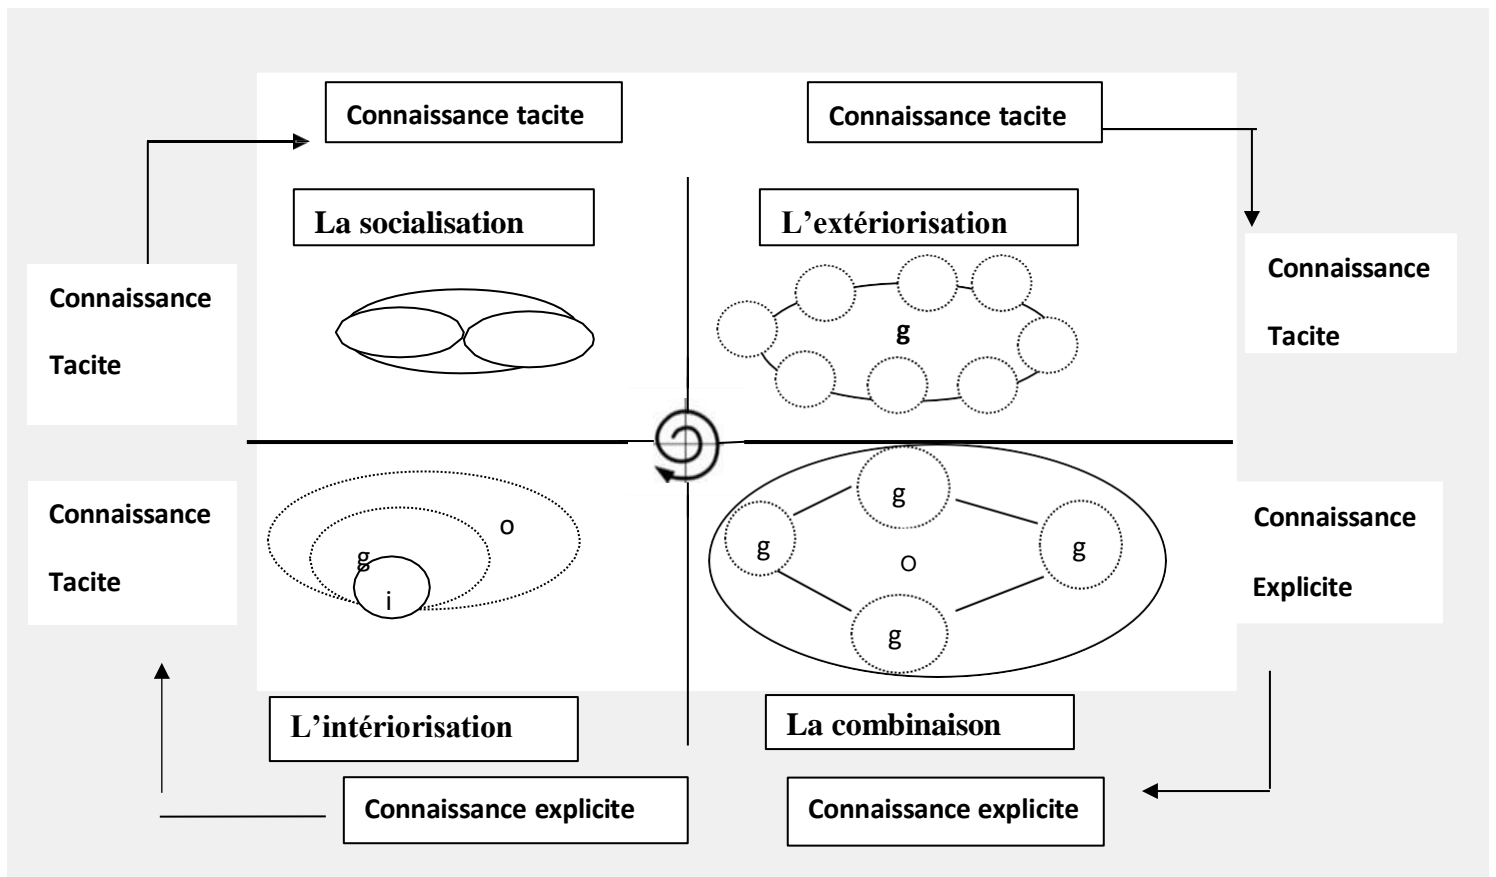 Connaissance tacite
Connaissance tacite
La socialisation
L’extériorisation
Connaissance
Tacite
g
Connaissance
Tacite
Connaissance
Tacite
o
g
i
g
g
g
O
g
Connaissance
Explicite
L’intériorisation
La combinaison
Connaissance explicite
Connaissance explicite